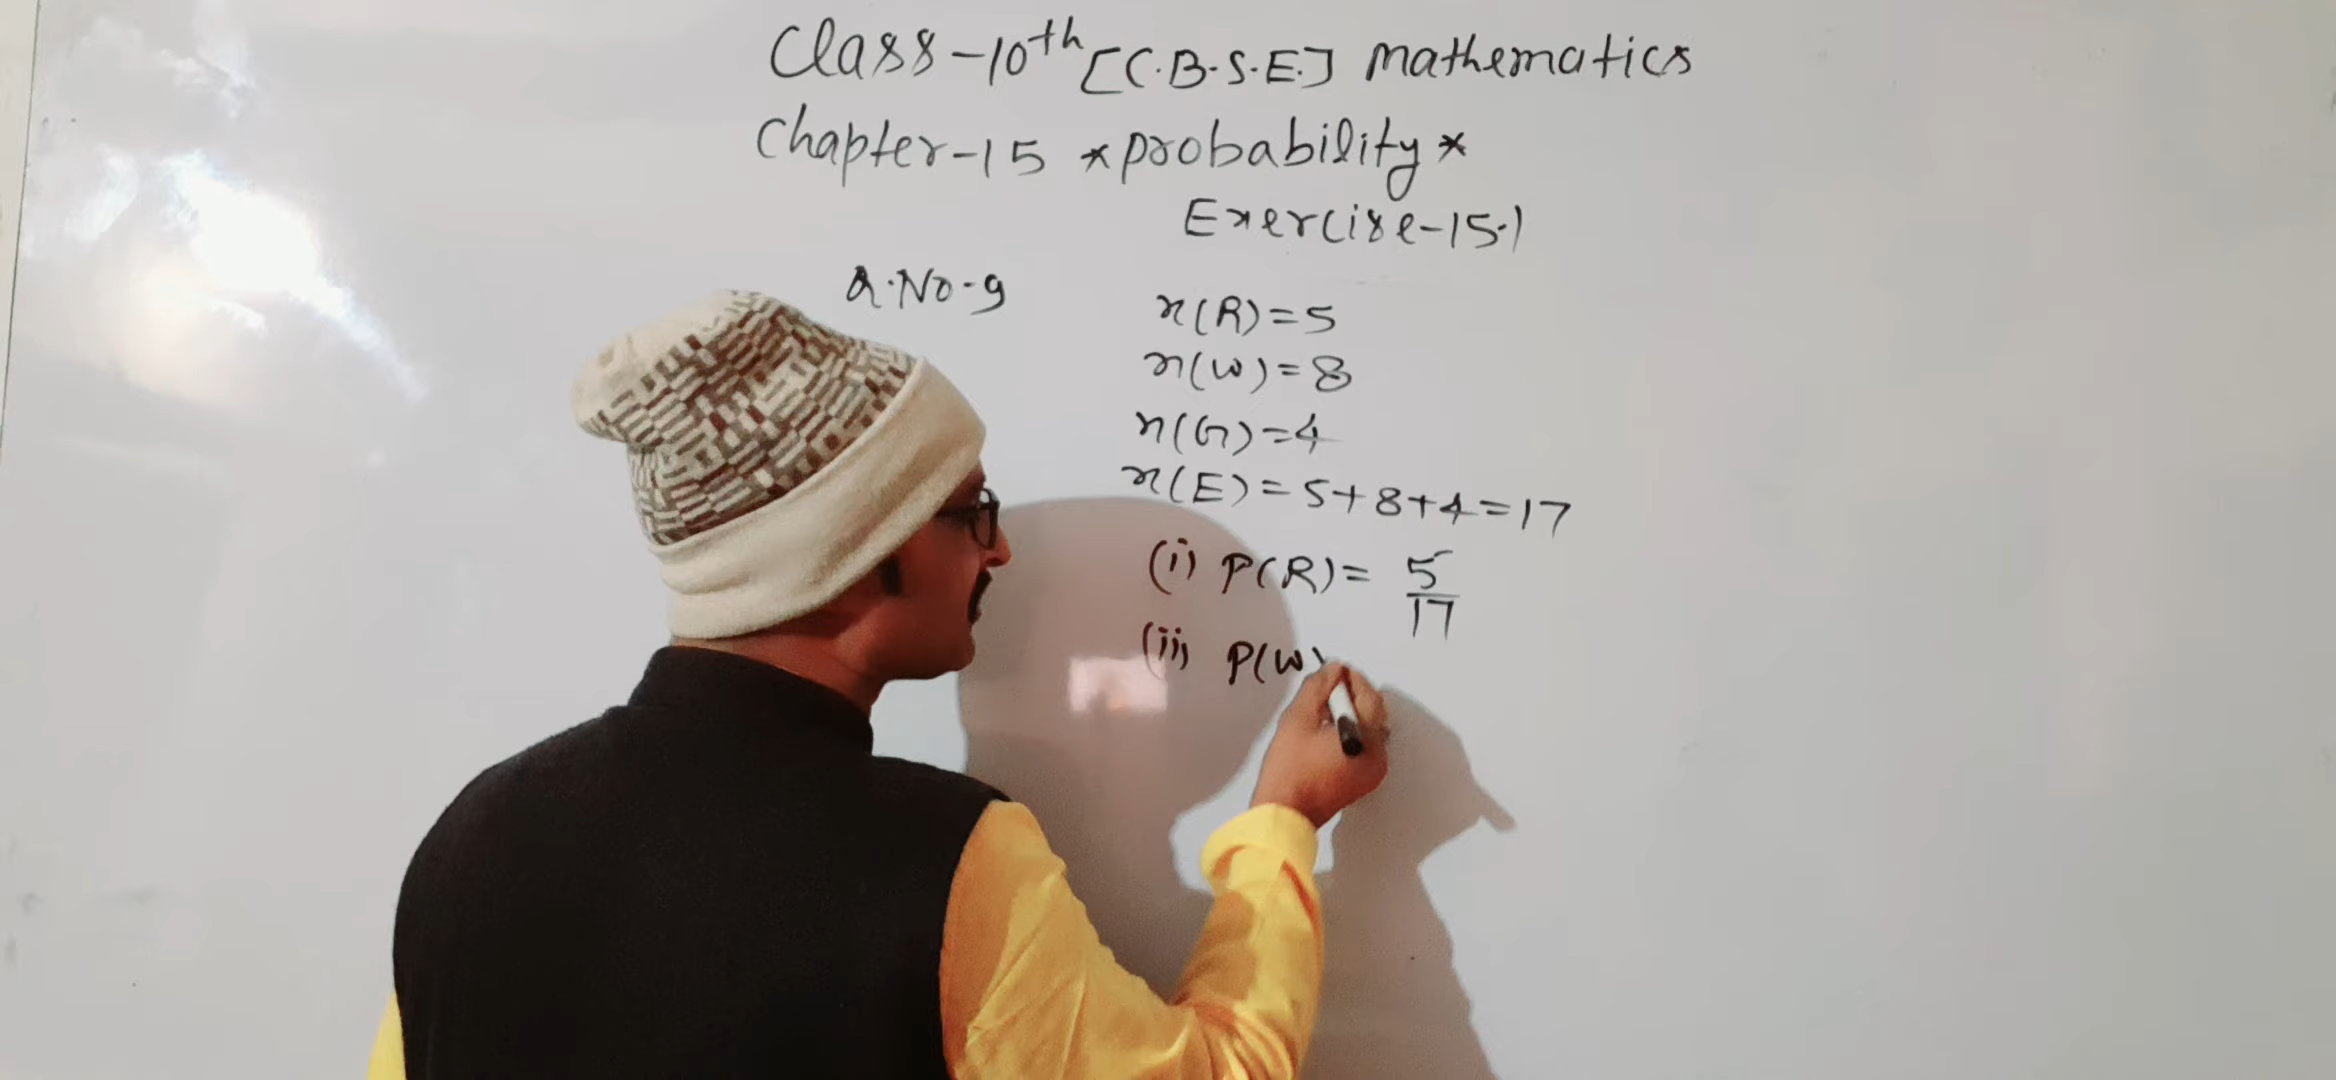 Class-10th [C.B.S.E.] mathematics
Chapter-15 *probability*
Exercise-15.1
Q.No-9
n(R)=5
n(W)=8
n(G)=4
n(E)=5+8+4=17
(i) P(R)= 5/17
(ii) P(W)